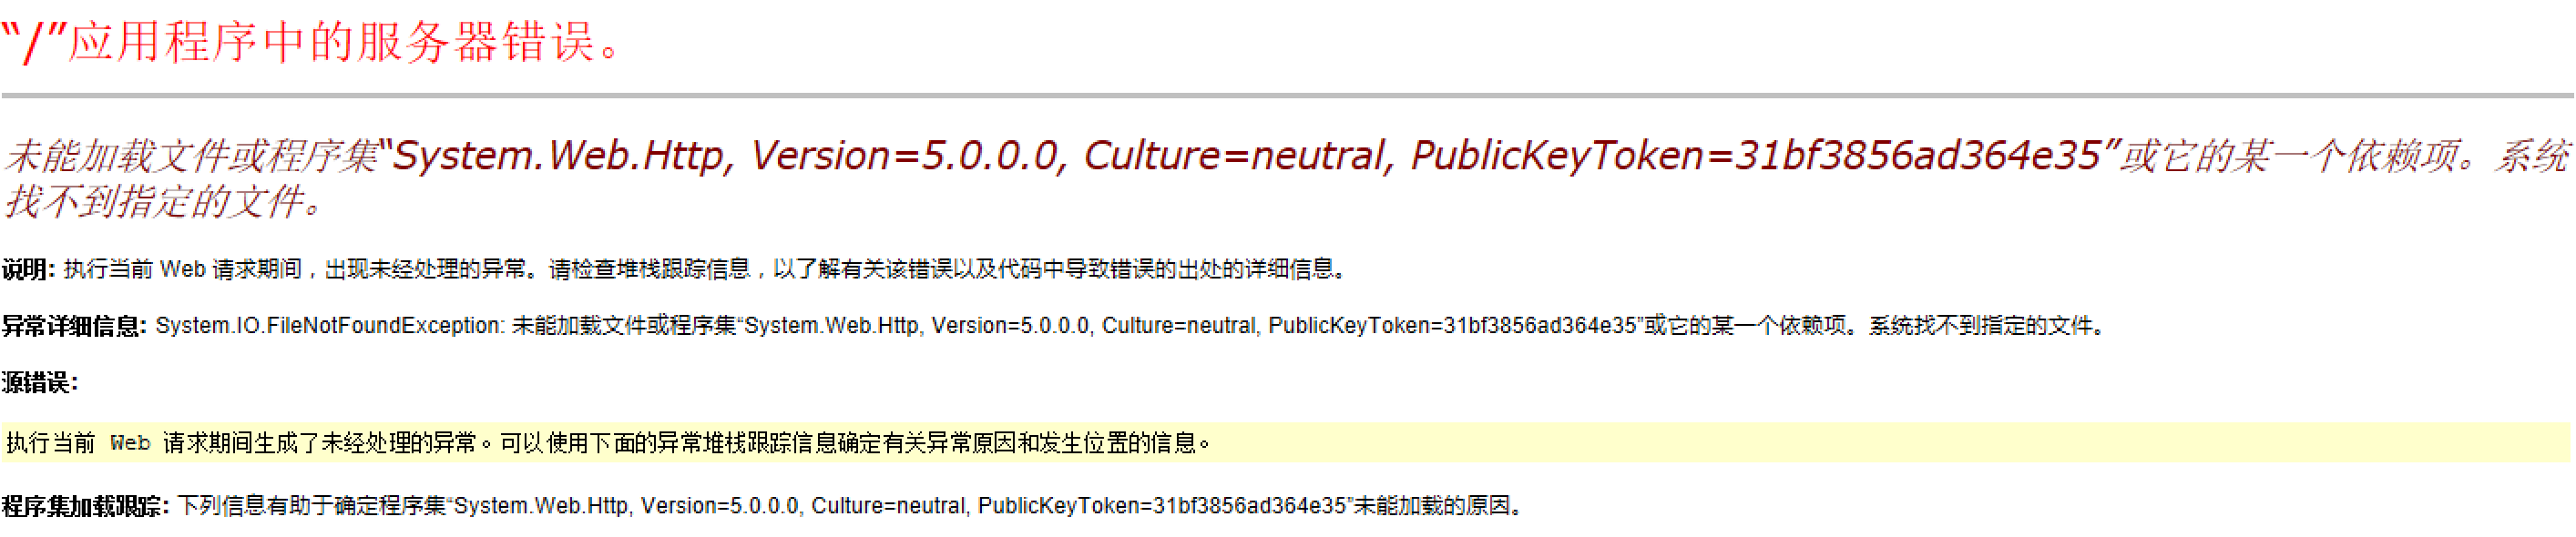 “/”应用程序中的服务器错误。
未能加载文件或程序集“System.Web.Http, Version=5.0.0.0, Culture=neutral, PublicKeyToken=31bf3856ad364e35”或它的某一个依赖项。系统
找不到指定的文件。
说明: 执行当前 Web 请求期间，出现未经处理的异常。请检查堆栈跟踪信息，以了解有关该错误以及代码中导致错误的出处的详细信息。
异常详细信息: System.IO.FileNotFoundException: 未能加载文件或程序集“System.Web.Http, Version=5.0.0.0, Culture=neutral, PublicKeyToken=31bf3856ad364e35”或它的某一个依赖项。系统找不到指定的文件。
源错误:
执行当前 Web 请求期间生成了未经处理的异常。可以使用下面的异常堆栈跟踪信息确定有关异常原因和发生位置的信息。
程序集加载跟踪: 下列信息有助于确定程序集“System.Web.Http, Version=5.0.0.0, Culture=neutral, PublicKeyToken=31bf3856ad364e35”未能加载的原因。